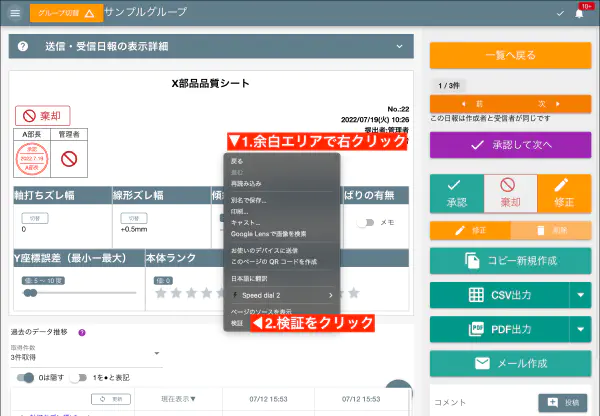 グループ切替
サンプルグループ
10+
送信・受信日報の表示詳細
X部品品質シート
棄却
No.:22
2022/07/19(火) 10:26
提出者:管理者
A部長
管理者
承認
2022.7.19
A部長
▼1.余白エリアで右クリック
戻る
進む
再読み込み
別名で保存...
印刷...
キャスト...
Google Lensで画像を検索
お使いのデバイスに送信
このページの QR コードを作成
日本語に翻訳
Speed dial 2
ページのソースを表示
検証
◀2.検証をクリック
軸打ちズレ幅
線形ズレ幅
傾
ばりの有無
切替
0
切替
+0.5mm
メモ
Y座標誤差（最小ー最大）
本体ランク
値: 5 〜 10 度
値: 0
過去のデータ推移
取得件数
3件取得
0は隠す
1を●と表記
更新
現在表示▼
07/12 15:53
07/12 15:53
一覧へ戻る
1 / 3件
前
次
この日報は作成者と受信者が同じです
承認して次へ
承認
棄却
修正
修正
削除
コピー新規作成
CSV出力
PDF出力
メール作成
コメント
投稿